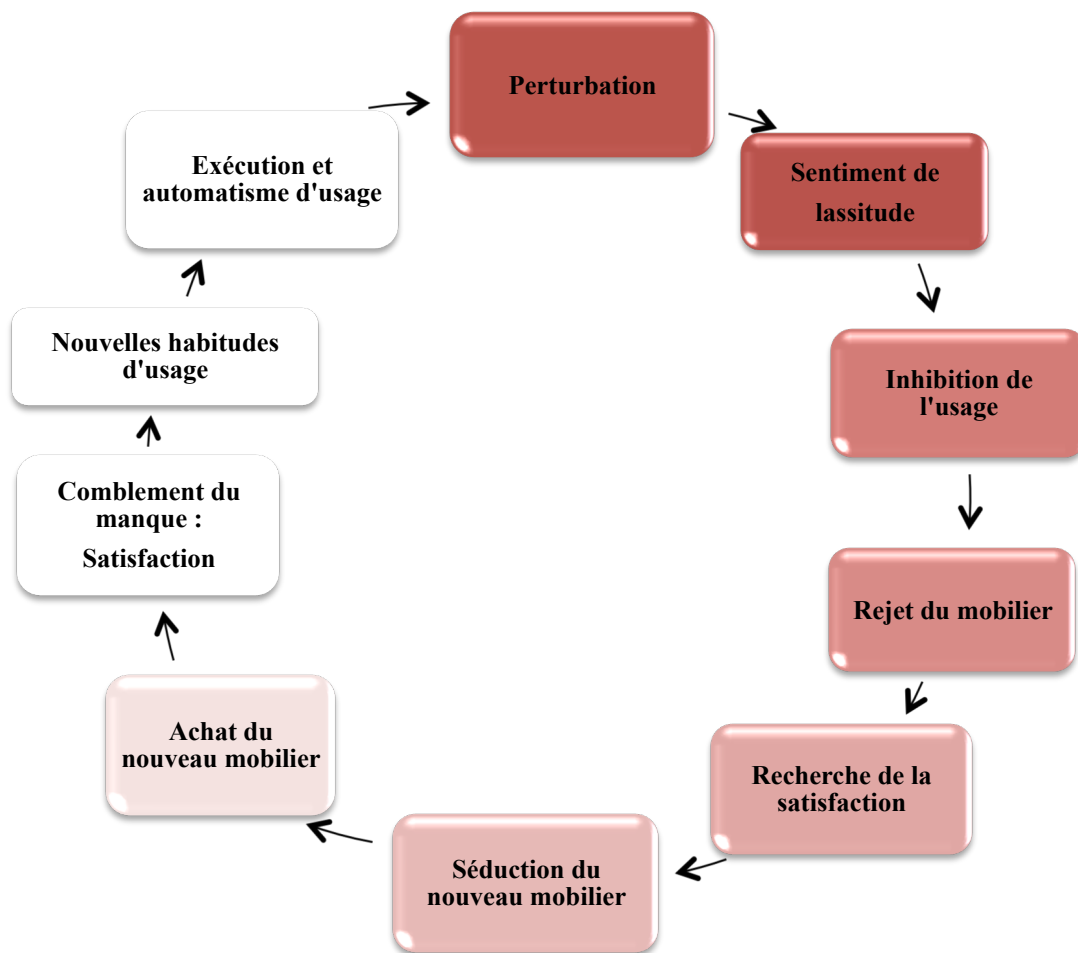 Perturbation
Sentiment de
lassitude
Inhibition de
l'usage
Rejet du mobilier
Recherche de la
satisfaction
Séduction du
nouveau mobilier
Achat du
nouveau mobilier
Comblement du
manque :
Satisfaction
Nouvelles habitudes
d'usage
Exécution et
automatisme d'usage